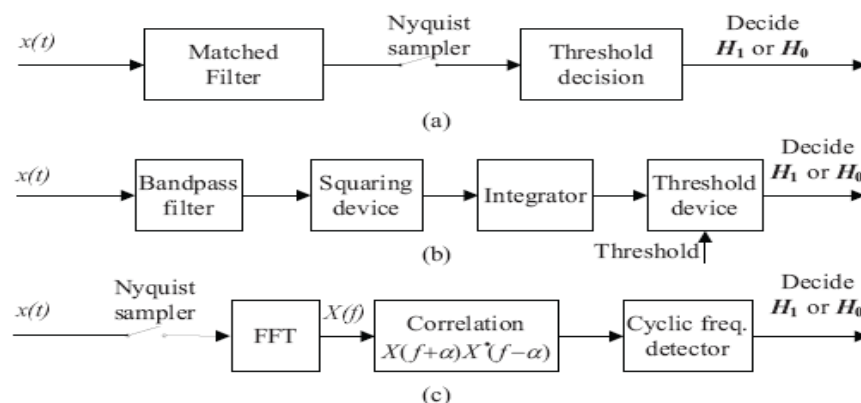 x(t)
Matched
Filter
Nyquist
sampler
Threshold
decision
Decide
H₁ or H₀
(a)
x(t)
Bandpass
filter
Squaring
device
Integrator
Threshold
device
Decide
H₁ or H₀
Threshold
(b)
x(t)
Nyquist
sampler
FFT
X(f)
Correlation
X(f+α)X*(f−α)
Cyclic freq.
detector
Decide
H₁ or H₀
(c)